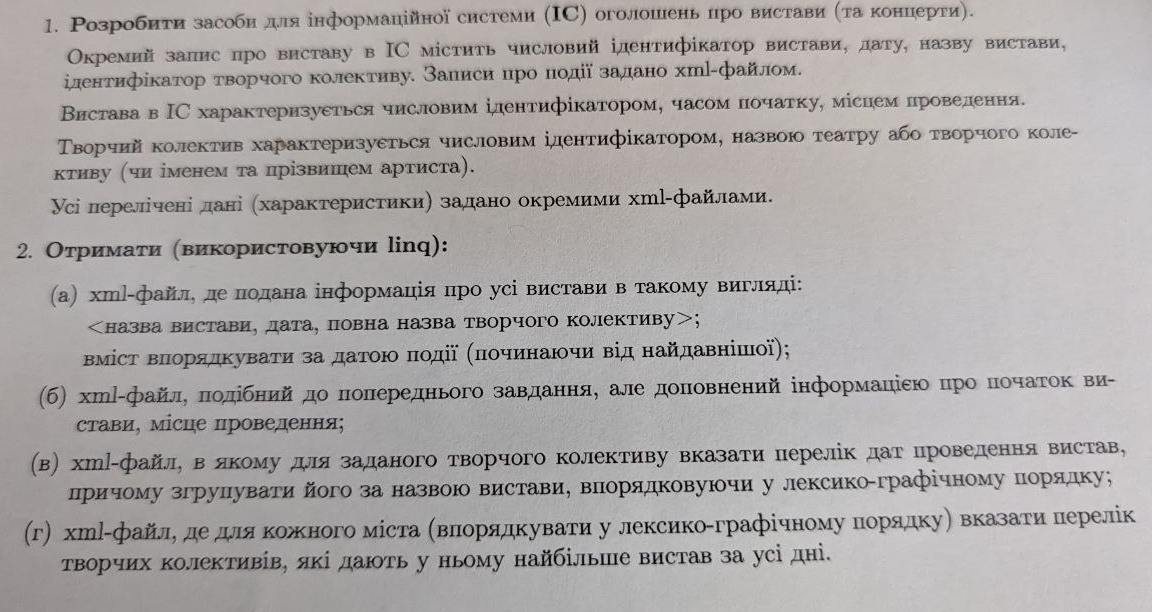 1. Розробити засоби для інформаційної системи (ІС) оголошень про вистави (та концерти).
Окремий запис про виставу в ІС містить числовий ідентифікатор вистави, дату, назву вистави,
ідентифікатор творчого колективу. Записи про події задано xml-файлом.
Вистава в ІС характеризується числовим ідентифікатором, часом початку, місцем проведення.
Творчий колектив характеризується числовим ідентифікатором, назвою театру або творчого коле-
ктиву (чи іменем та прізвищем артиста).
Усі перелічені дані (характеристики) задано окремими xml-файлами.
2. Отримати (використовуючи linq):
(а) xml-файл, де подана інформація про усі вистави в такому вигляді:
<назва вистави, дата, повна назва творчого колективу>;
вміст впорядкувати за датою події (починаючи від найдавнішої);
(б) xml-файл, подібний до попереднього завдання, але доповнений інформацією про початок ви-
стави, місце проведення;
(в) xml-файл, в якому для заданого творчого колективу вказати перелік дат проведення вистав,
причому згрупувати його за назвою вистави, впорядковуючи у лексико-графічному порядку;
(г) xml-файл, де для кожного міста (впорядкувати у лексико-графічному порядку) вказати перелік
творчих колективів, які дають у ньому найбільше вистав за усі дні.